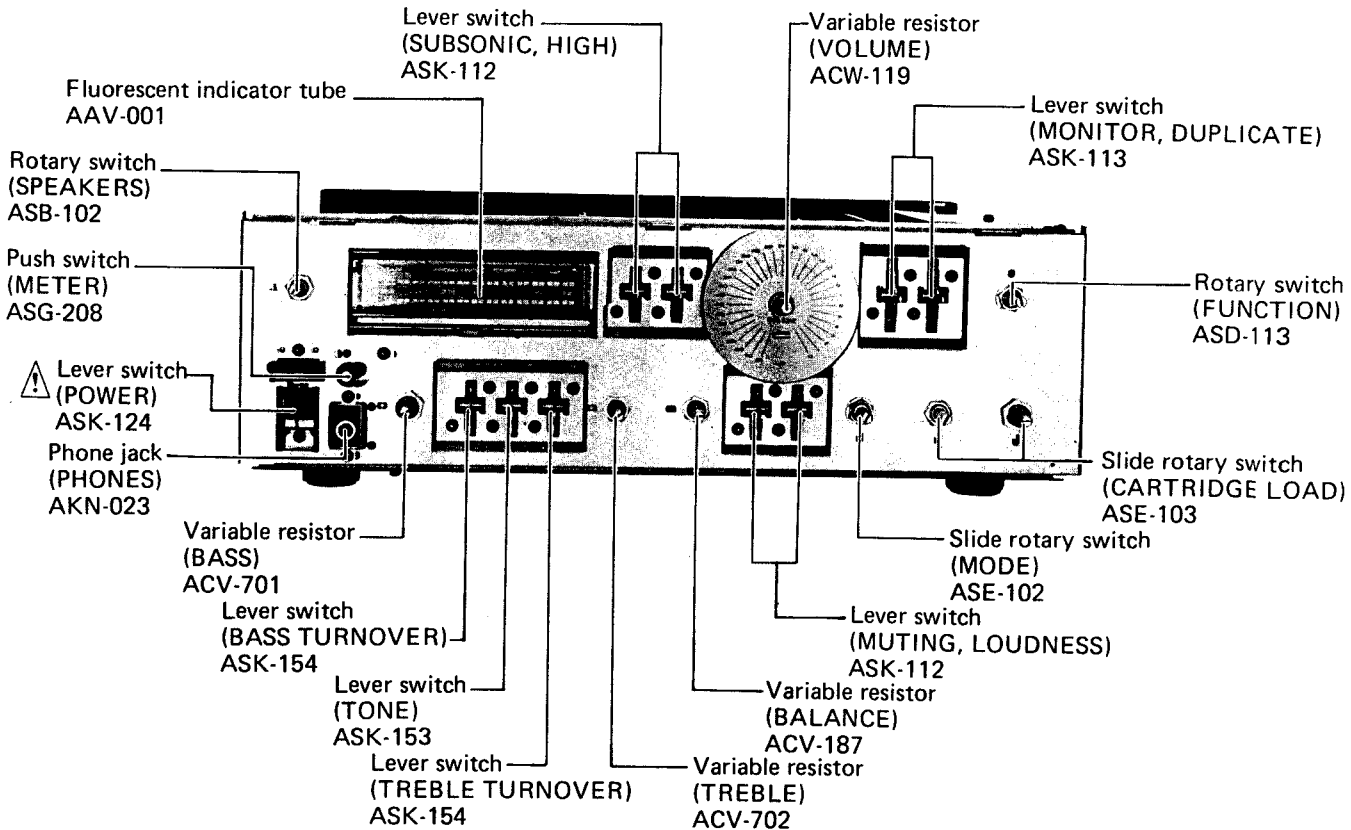 Lever switch
(SUBSONIC, HIGH)
ASK-112
Variable resistor
(VOLUME)
ACW-119
Fluorescent indicator tube
AAV-001
Lever switch
(MONITOR, DUPLICATE)
ASK-113
Rotary switch
(SPEAKERS)
ASB-102
Push switch
(METER)
ASG-208
Rotary switch
(FUNCTION)
ASD-113
Lever switch
(POWER)
ASK-124
Phone jack
(PHONES)
AKN-023
Slide rotary switch
(CARTRIDGE LOAD)
ASE-103
Variable resistor
(BASS)
ACV-701
Slide rotary switch
(MODE)
ASE-102
Lever switch
(BASS TURNOVER)
ASK-154
Lever switch
(MUTING, LOUDNESS)
ASK-112
Lever switch
(TONE)
ASK-153
Variable resistor
(BALANCE)
ACV-187
Lever switch
(TREBLE TURNOVER)
ASK-154
Variable resistor
(TREBLE)
ACV-702